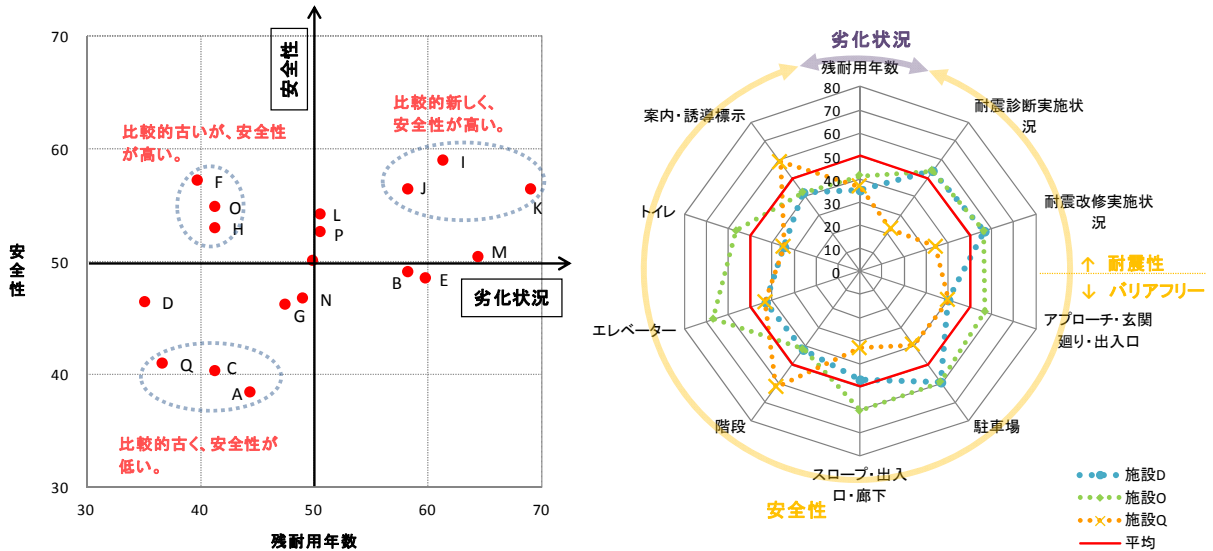 70
60
50
40
30
30
40
50
60
70
安全性
残耐用年数
安全性
劣化状況
比較的古いが、安全性
が高い。
比較的新しく、
安全性が高い。
比較的古く、安全性が
低い。
F
O
H
I
J
K
L
P
M
B
E
D
N
G
Q
C
A
劣化状況
残耐用年数
耐震診断実施状
況
耐震改修実施状
況
↑ 耐震性
↓ バリアフリー
アプローチ・玄関
廻り・出入口
駐車場
スロープ・出入
口・廊下
階段
エレベーター
トイレ
案内・誘導標示
80
70
60
50
40
30
20
10
0
安全性
施設D
施設O
施設Q
平均